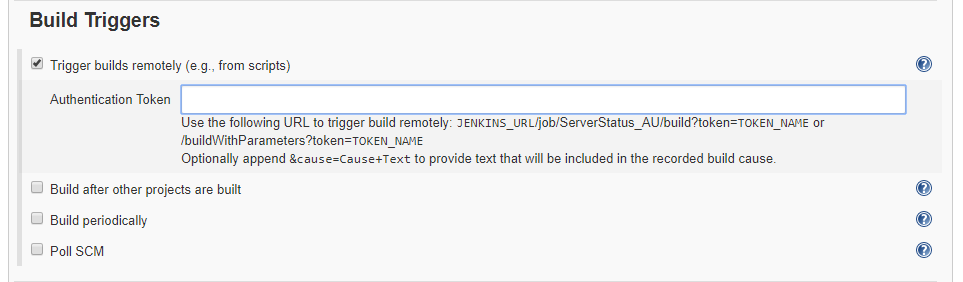 Build Triggers
Trigger builds remotely (e.g., from scripts)
?
Authentication Token
Use the following URL to trigger build remotely: JENKINS_URL/job/ServerStatus_AU/build?token=TOKEN_NAME or
/buildWithParameters?token=TOKEN_NAME
Optionally append &cause=Cause+Text to provide text that will be included in the recorded build cause.
Build after other projects are built
?
Build periodically
?
Poll SCM
?